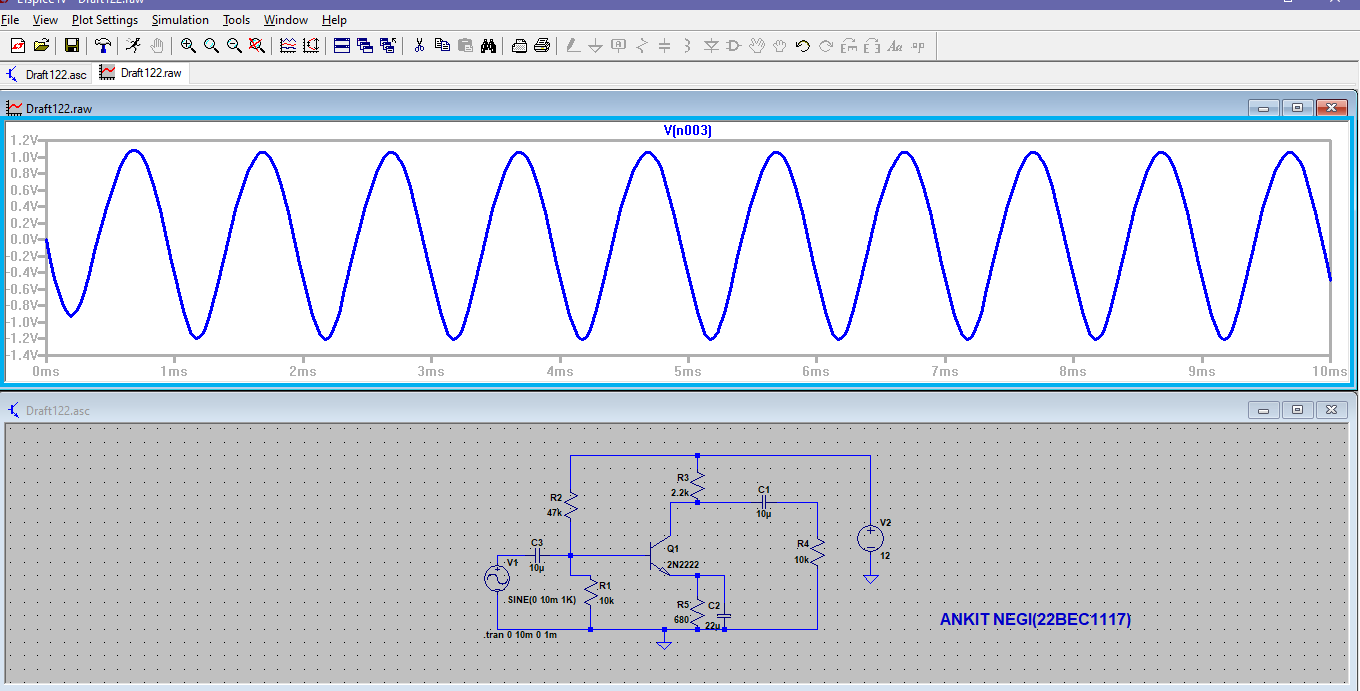 File View Plot Settings Simulation Tools Window Help
Draft122.asc Draft122.raw
Draft122.raw
V(n003)
1.2V
1.0V
0.8V
0.6V
0.4V
0.2V
0.0V
-0.2V
-0.4V
-0.6V
-0.8V
-1.0V
-1.2V
-1.4V
0ms 1ms 2ms 3ms 4ms 5ms 6ms 7ms 8ms 9ms 10ms
Draft122.asc
R3
2.2k
C1
10µ
R2
47k
V2
12
C3
10µ
Q1
2N2222
R4
10k
V1
SINE(0 10m 1K)
R1
10k
R5
680
C2
22µ
.tran 0 10m 0 1m
ANKIT NEGI(22BEC1117)